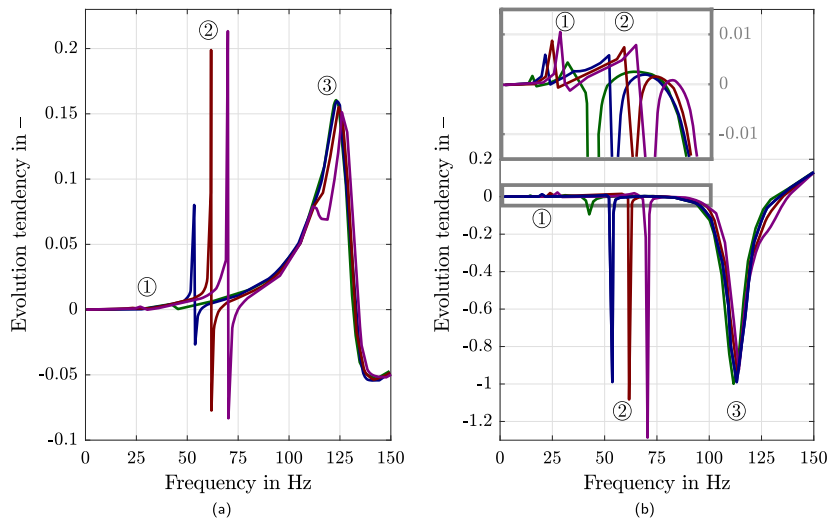 0.2
0.15
0.1
0.05
0
-0.05
-0.1
Evolution tendency in –
① ② ③
0 25 50 75 100 125 150
Frequency in Hz
(a)
① ②
0.01
0
-0.01
0.2
0
-0.2
-0.4
-0.6
-0.8
-1
-1.2
Evolution tendency in –
①
② ③
0 25 50 75 100 125 150
Frequency in Hz
(b)